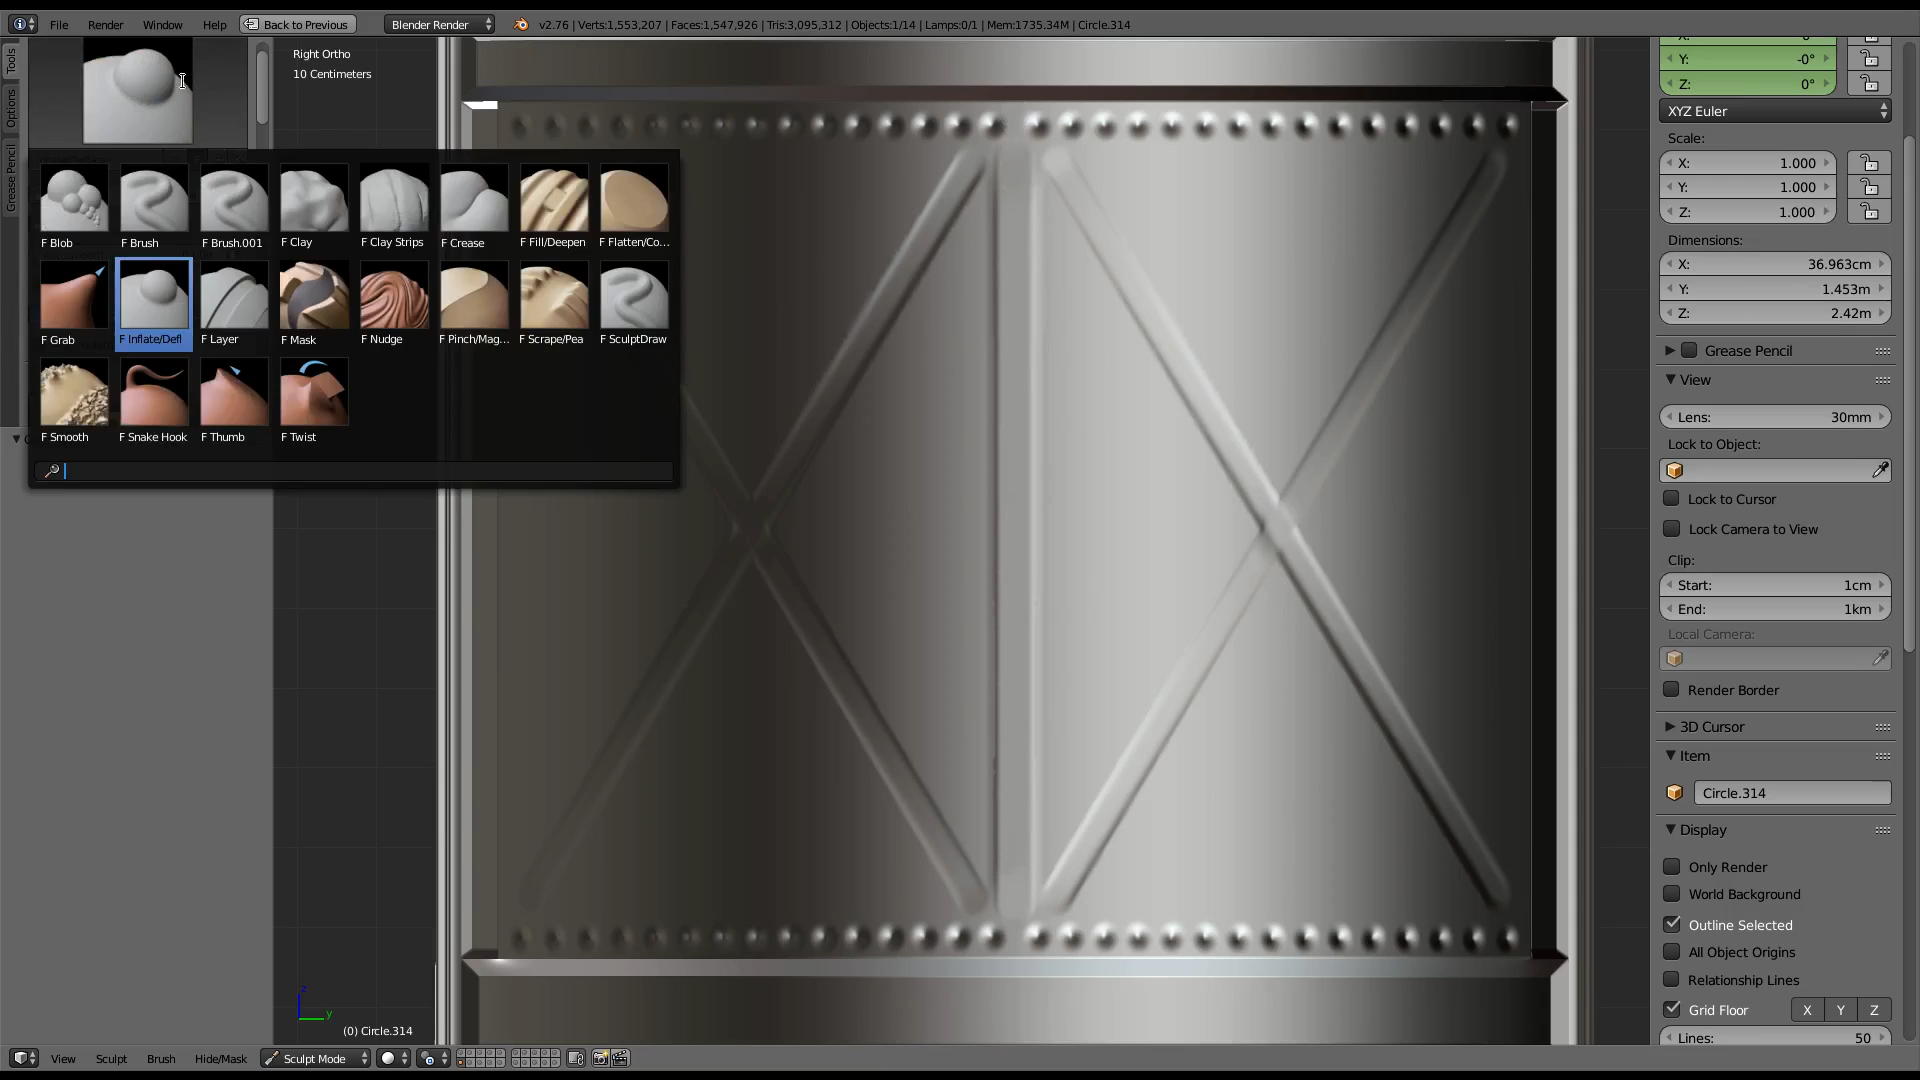 File Render Window Help Back to Previous Blender Render v2.76 | Verts:1,553,207 | Faces:1,547,926 | Tris:3,095,312 | Objects:1/14 | Lamps:0/1 | Mem:1735.34M | Circle.314
Tools
Options
Grease Pencil
Right Ortho
10 Centimeters
F Blob F Brush F Brush.001 F Clay F Clay Strips F Crease F Fill/Deepen F Flatten/Co...
F Grab F Inflate/Defl F Layer F Mask F Nudge F Pinch/Mag... F Scrape/Pea F SculptDraw
F Smooth F Snake Hook F Thumb F Twist
z
y
(0) Circle.314
View Sculpt Brush Hide/Mask Sculpt Mode
Y: -0°
Z: 0°
XYZ Euler
Scale:
X: 1.000
Y: 1.000
Z: 1.000
Dimensions:
X: 36.963cm
Y: 1.453m
Z: 2.42m
Grease Pencil
View
Lens: 30mm
Lock to Object:
Lock to Cursor
Lock Camera to View
Clip:
Start: 1cm
End: 1km
Local Camera:
Render Border
3D Cursor
Item
Circle.314
Display
Only Render
World Background
Outline Selected
All Object Origins
Relationship Lines
Grid Floor X Y Z
Lines: 50